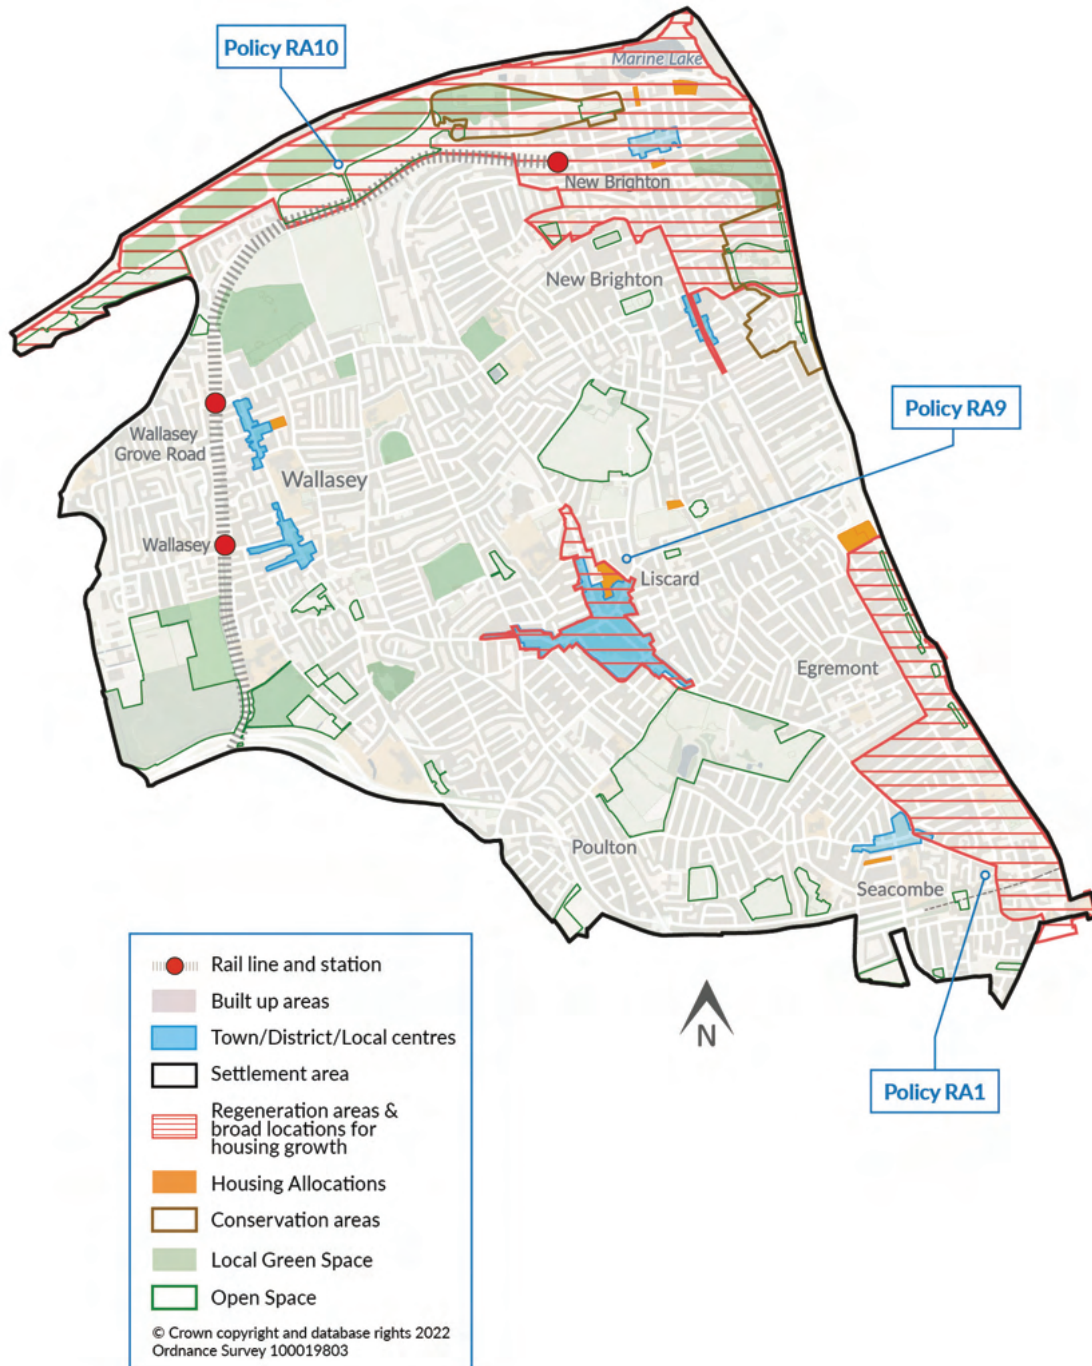 Policy RA10
Marine Lake
New Brighton
New Brighton
Policy RA9
Wallasey
Grove Road
Wallasey
Wallasey
Liscard
Egremont
Poulton
Seacombe
N
Policy RA1
Rail line and station
Built up areas
Town/District/Local centres
Settlement area
Regeneration areas &
broad locations for
housing growth
Housing Allocations
Conservation areas
Local Green Space
Open Space
© Crown copyright and database rights 2022
Ordnance Survey 100019803